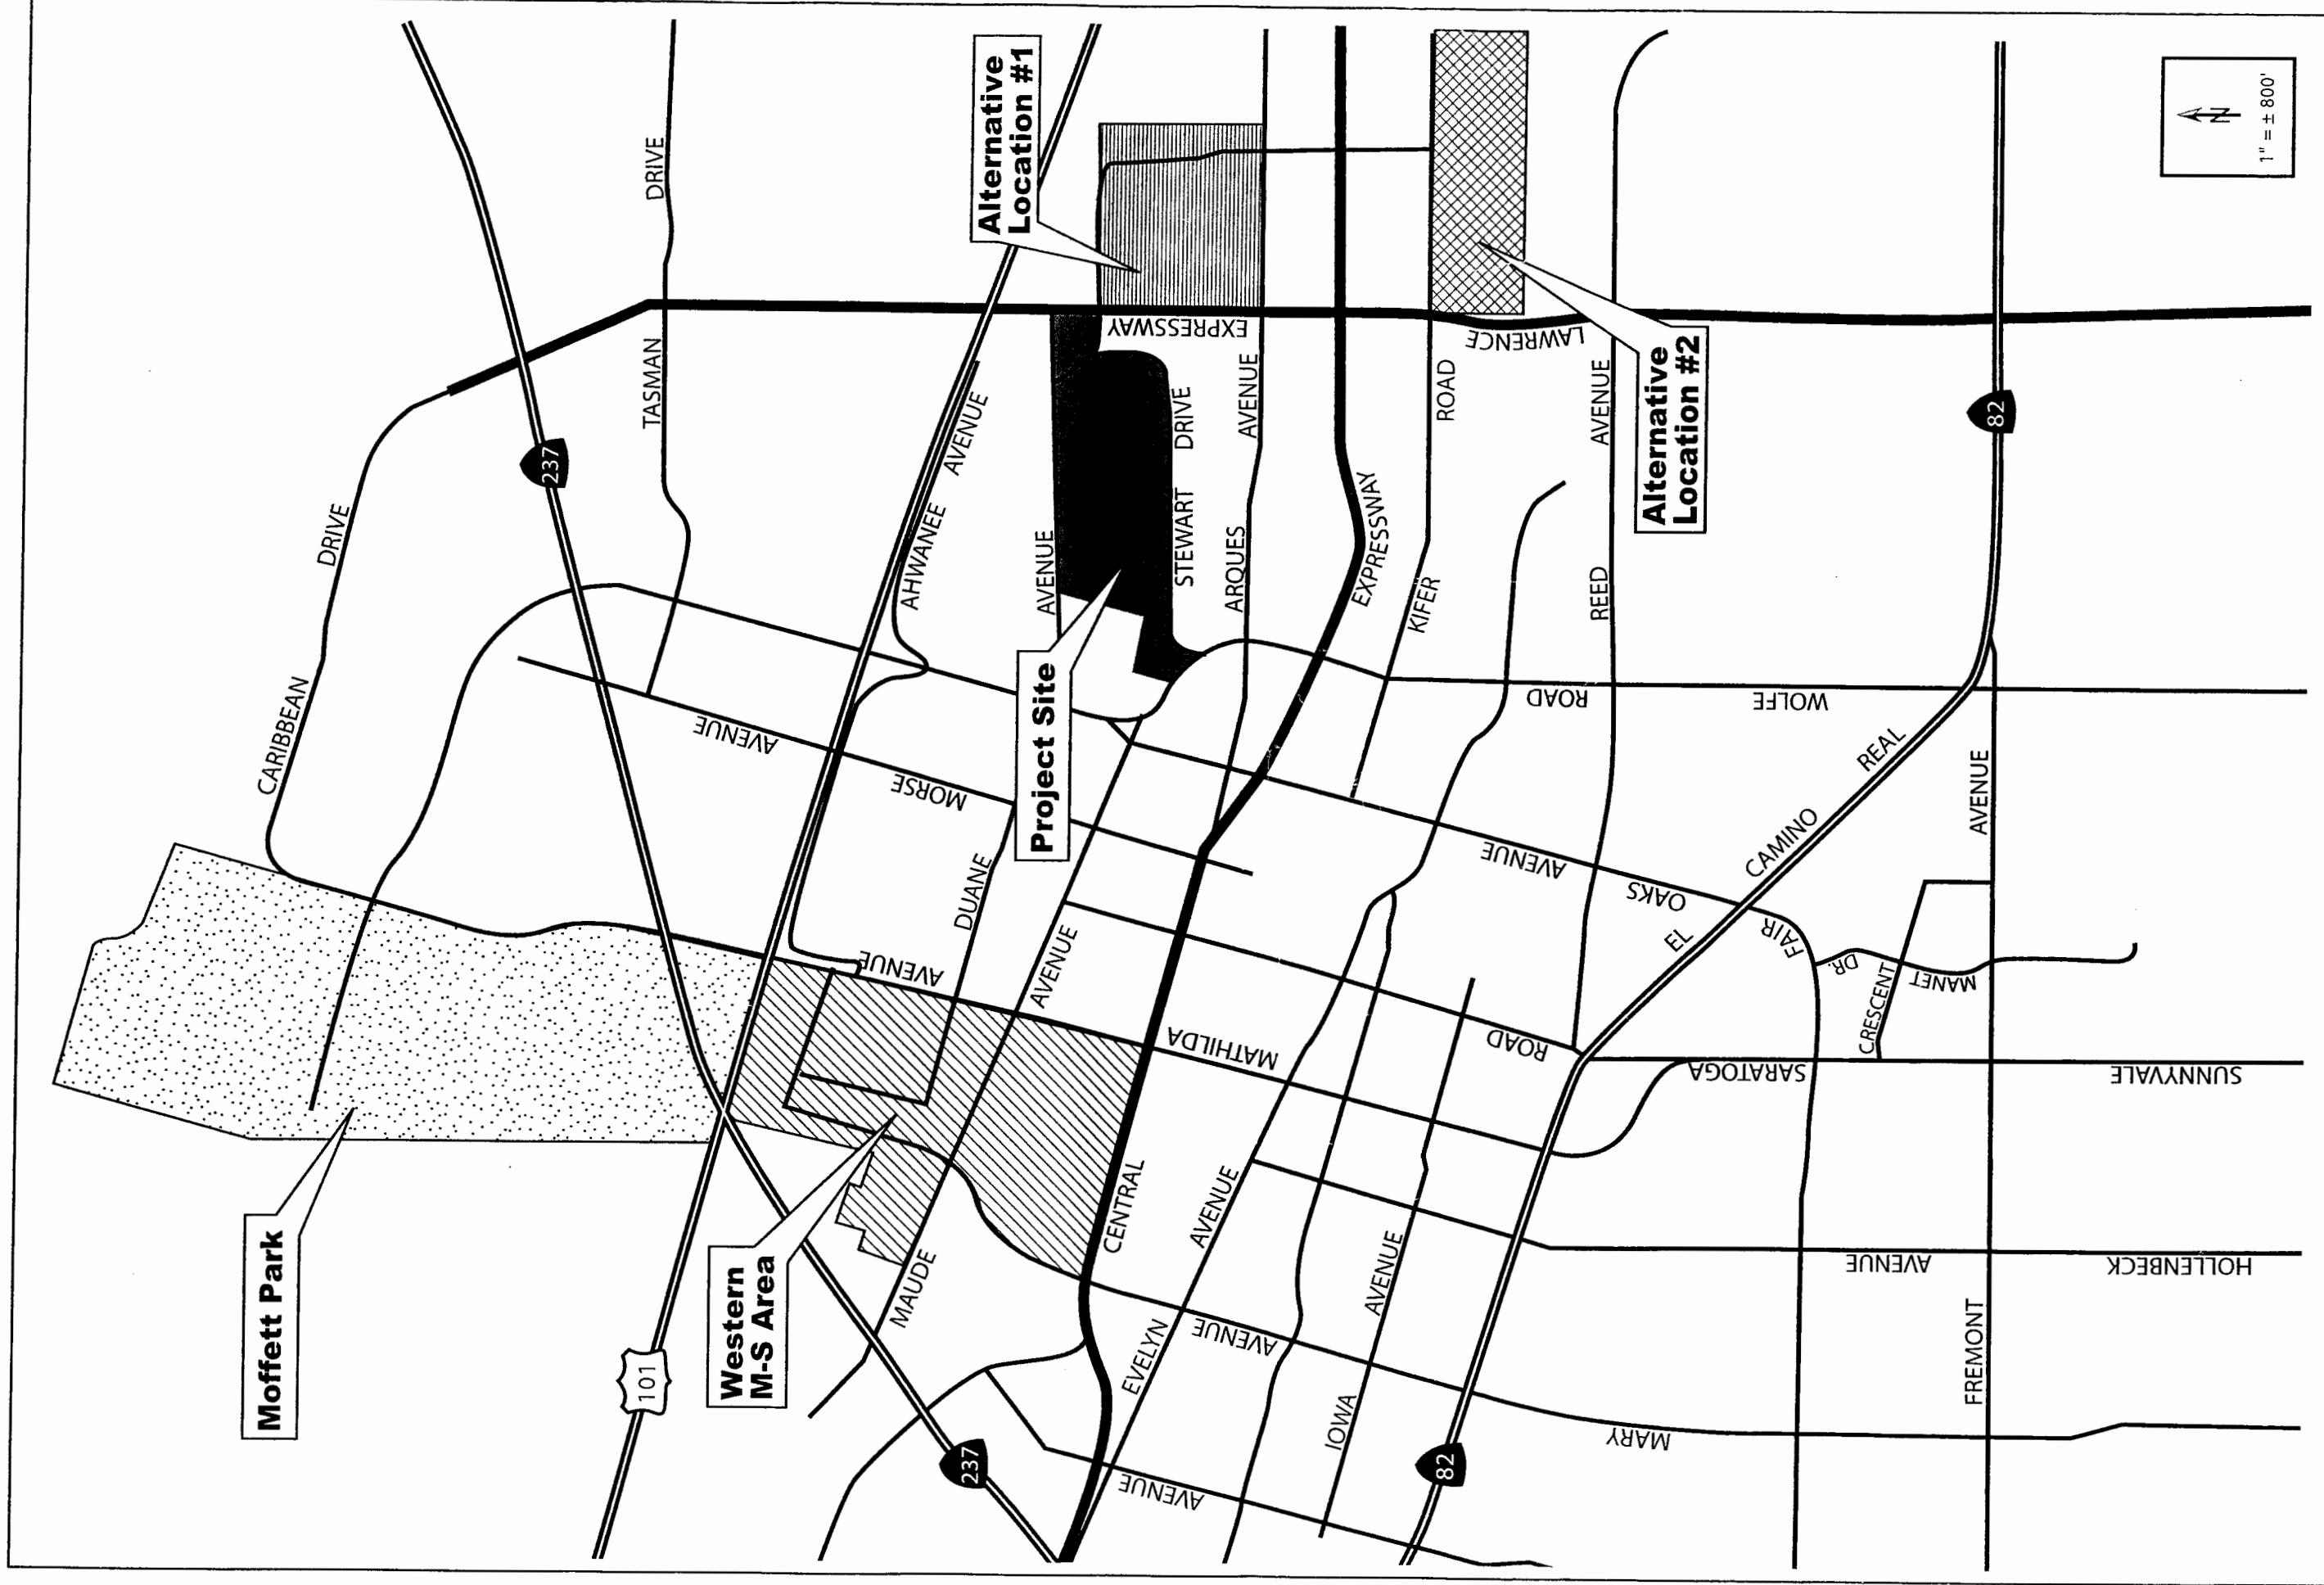 Moffett Park
Western
M-S Area
Project Site
Alternative
Location #1
Alternative
Location #2
CARIBBEAN
DRIVE
237
TASMAN
DRIVE
101
AHWANEE
AVENUE
MORSE
AVENUE
DUANE
AVENUE
MAUDE
AVENUE
MATHILDA
AVENUE
STEWART
DRIVE
ARQUES
AVENUE
CENTRAL
EXPRESSWAY
KIFER
ROAD
LAWRENCE
EXPRESSWAY
EVELYN
AVENUE
237
AVENUE
IOWA
AVENUE
REED
AVENUE
WOLFE
ROAD
FAIR
OAKS
AVENUE
EL
CAMINO
REAL
82
82
SUNNYVALE
SARATOGA
ROAD
CRESCENT
MANET
DR.
FREMONT
AVENUE
HOLLENBECK
AVENUE
MARY
AVENUE
N
1" = ± 800'